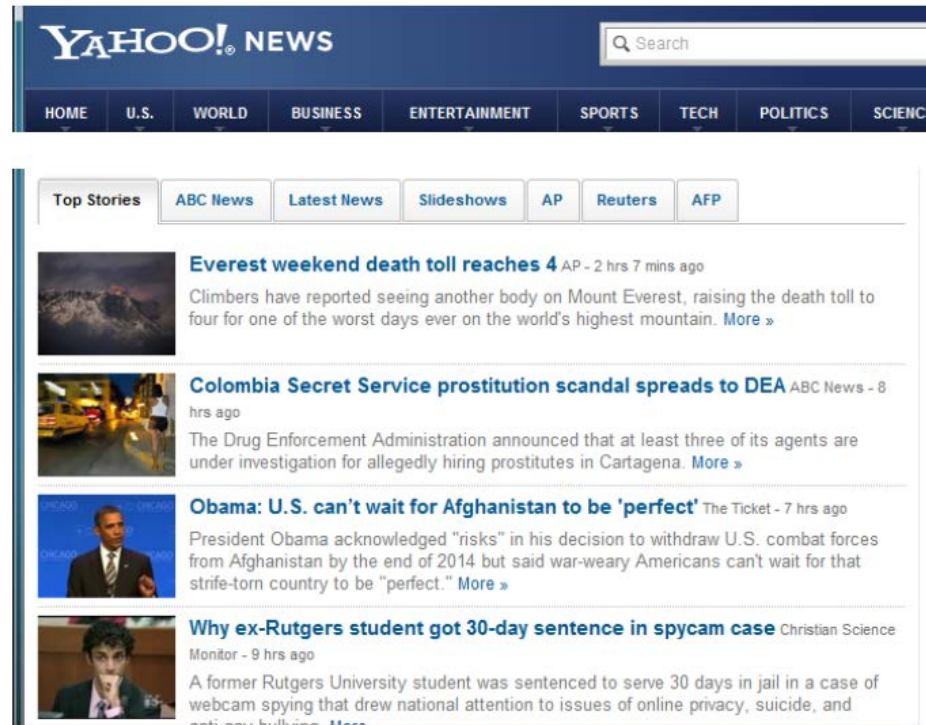 YAHOO!® NEWS
Search
HOME U.S. WORLD BUSINESS ENTERTAINMENT SPORTS TECH POLITICS SCIENC
Top Stories ABC News Latest News Slideshows AP Reuters AFP
Everest weekend death toll reaches 4 AP - 2 hrs 7 mins ago
Climbers have reported seeing another body on Mount Everest, raising the death toll to
four for one of the worst days ever on the world's highest mountain. More »
Colombia Secret Service prostitution scandal spreads to DEA ABC News - 8
hrs ago
The Drug Enforcement Administration announced that at least three of its agents are
under investigation for allegedly hiring prostitutes in Cartagena. More »
CHICAGO
Obama: U.S. can't wait for Afghanistan to be 'perfect' The Ticket - 7 hrs ago
President Obama acknowledged "risks" in his decision to withdraw U.S. combat forces
from Afghanistan by the end of 2014 but said war-weary Americans can't wait for that
strife-torn country to be "perfect." More »
Why ex-Rutgers student got 30-day sentence in spycam case Christian Science
Monitor - 9 hrs ago
A former Rutgers University student was sentenced to serve 30 days in jail in a case of
webcam spying that drew national attention to issues of online privacy, suicide, and
anti-gay bullying. More